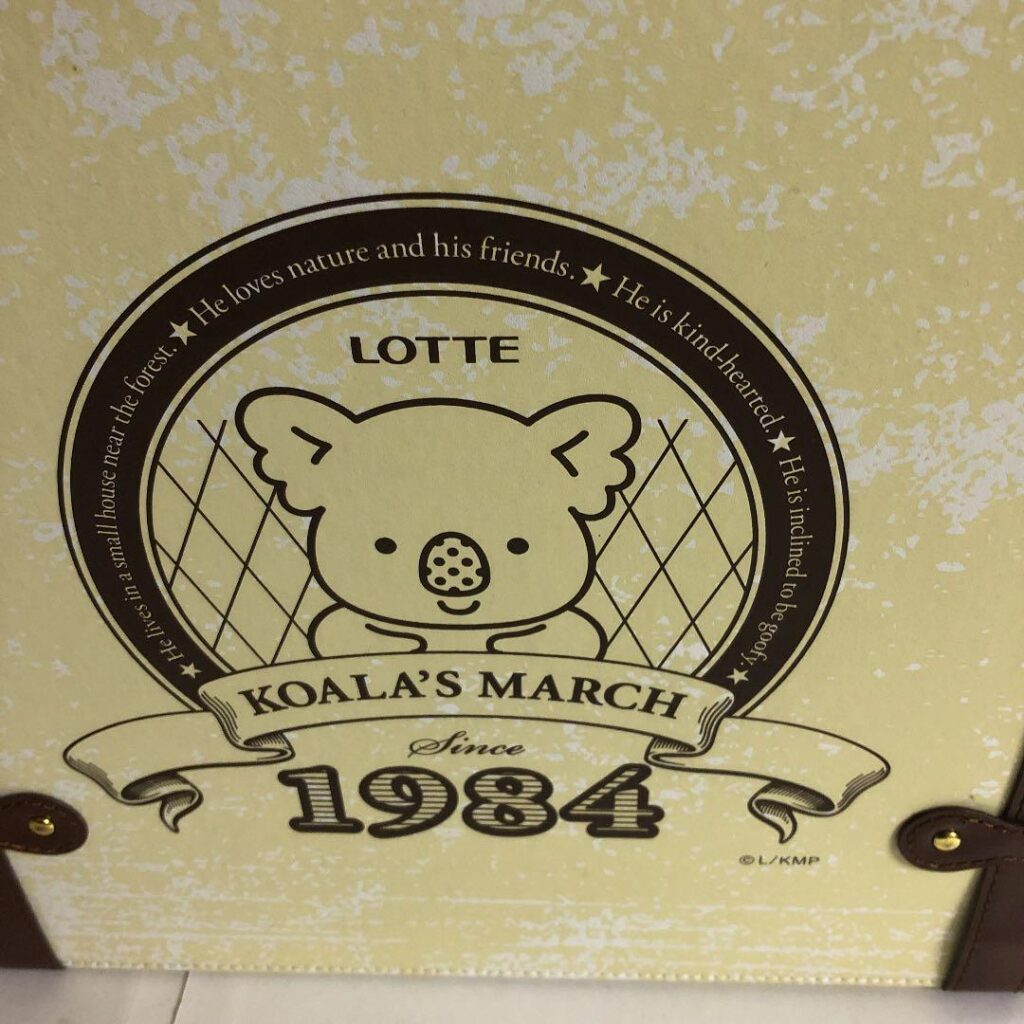 ★ He lives in a small house near the forest. ★ He loves nature and his friends. ★ He is kind-hearted. ★ He is inclined to be goofy. ★
LOTTE
KOALA'S MARCH
Since
1984
©L/KMP